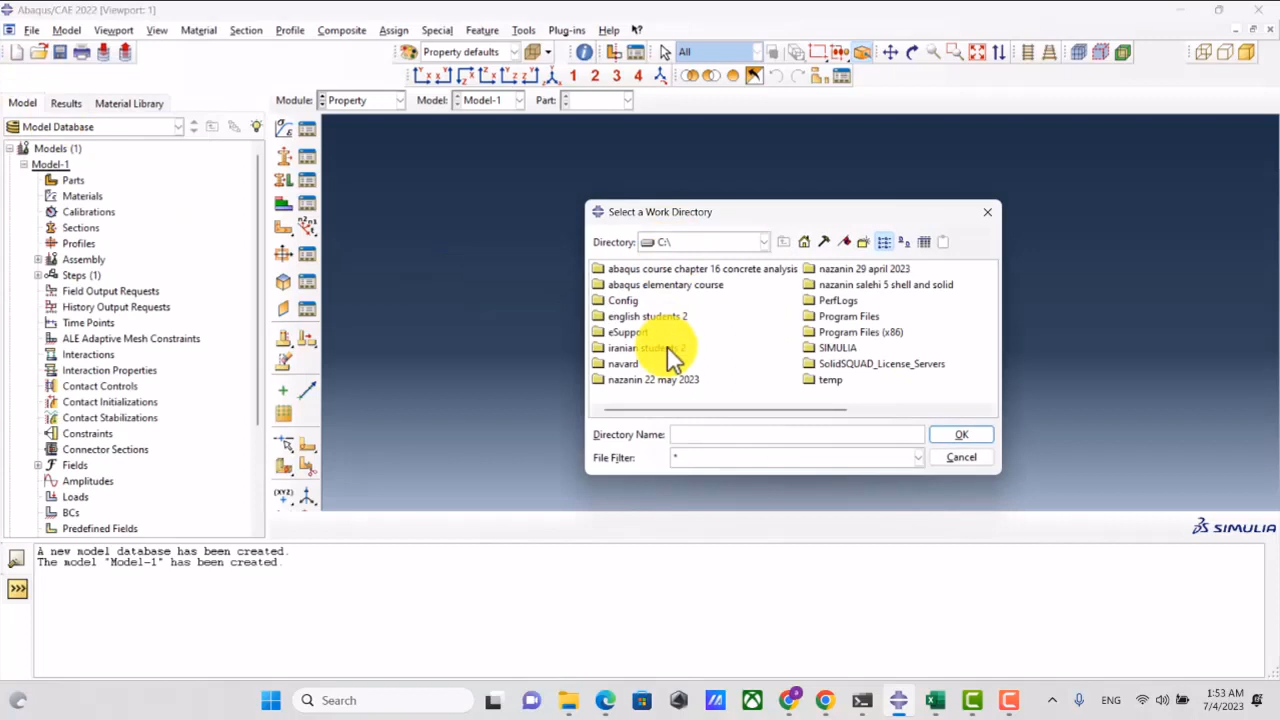 Abaqus/CAE 2022 [Viewport: 1]
File Model Viewport View Material Section Profile Composite Assign Special Feature Tools Plug-ins Help
Property defaults All
1 2 3 4
Model Results Material Library Module: Property Model: Model-1 Part:
Model Database
Models (1)
Model-1
Parts
Materials
Calibrations
Sections
Profiles
Assembly
Steps (1)
Field Output Requests
History Output Requests
Time Points
ALE Adaptive Mesh Constraints
Interactions
Interaction Properties
Contact Controls
Contact Initializations
Contact Stabilizations
Constraints
Connector Sections
Fields
Amplitudes
Loads
BCs
Predefined Fields
Select a Work Directory
Directory: C:\
abaqus course chapter 16 concrete analysis
abaqus elementary course
Config
english students 2
eSupport
iranian students 2
navard
nazanin 22 may 2023
nazanin 29 april 2023
nazanin salehi 5 shell and solid
PerfLogs
Program Files
Program Files (x86)
SIMULIA
SolidSQUAD_License_Servers
temp
Directory Name: OK
File Filter: * Cancel
SIMULIA
A new model database has been created.
The model "Model-1" has been created.
>>>
Search
ENG
1:53 AM
7/4/2023